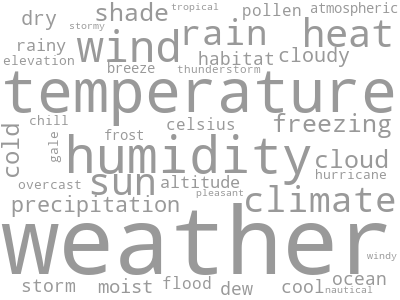 tropical
dry shade pollen atmospheric
stormy
rainy wind rain heat
elevation breeze habitat cloudy
thunderstorm
temperature
chill frost celsius freezing
cold gale humidity cloud
overcast sun altitude hurricane
pleasant
precipitation climate
weather
windy
storm moist flood dew cool ocean
nautical